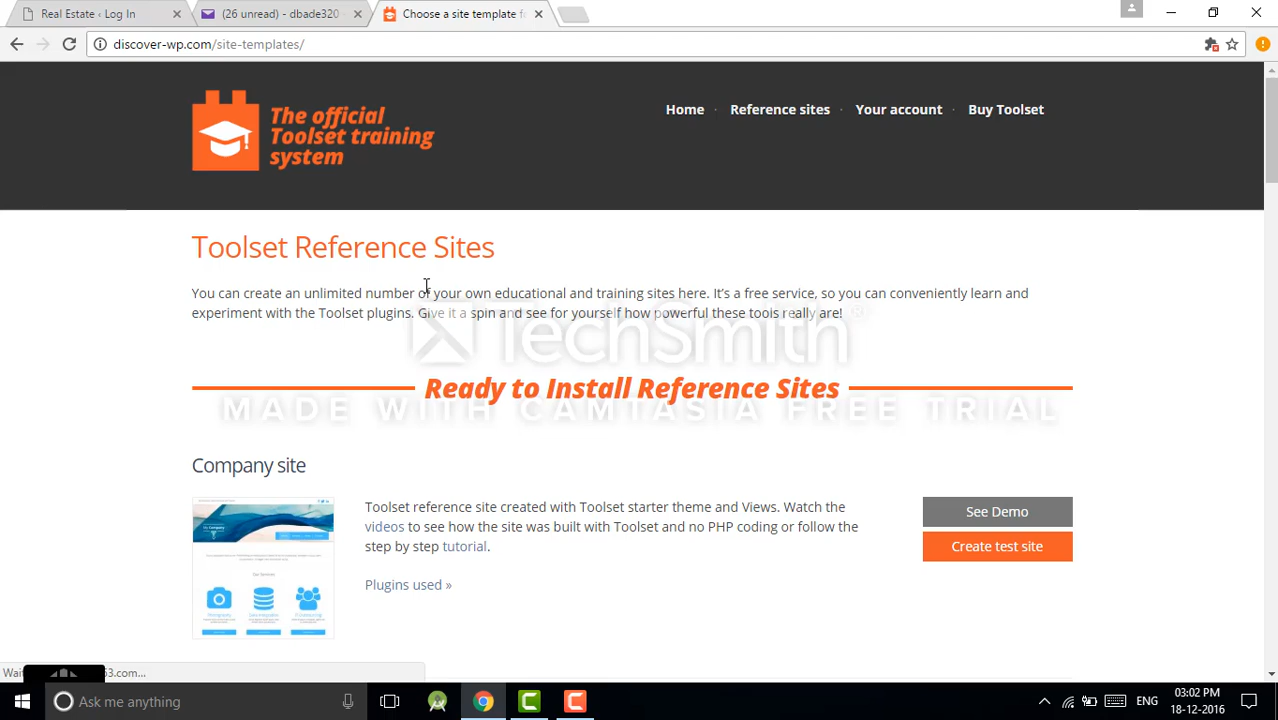 Real Estate ‹ Log In
(26 unread) - dbade320
Choose a site template f
discover-wp.com/site-templates/
The official
Toolset training
system
Home
Reference sites
Your account
Buy Toolset
Toolset Reference Sites
You can create an unlimited number of your own educational and training sites here. It's a free service, so you can conveniently learn and
experiment with the Toolset plugins. Give it a spin and see for yourself how powerful these tools really are!
TechSmith
Ready to Install Reference Sites
MADE WITH CAMTASIA FREE TRIAL
Company site
Toolset reference site created with Toolset starter theme and Views. Watch the
videos to see how the site was built with Toolset and no PHP coding or follow the
step by step tutorial.
Plugins used »
See Demo
Create test site
53.com...
Ask me anything
ENG
03:02 PM
18-12-2016